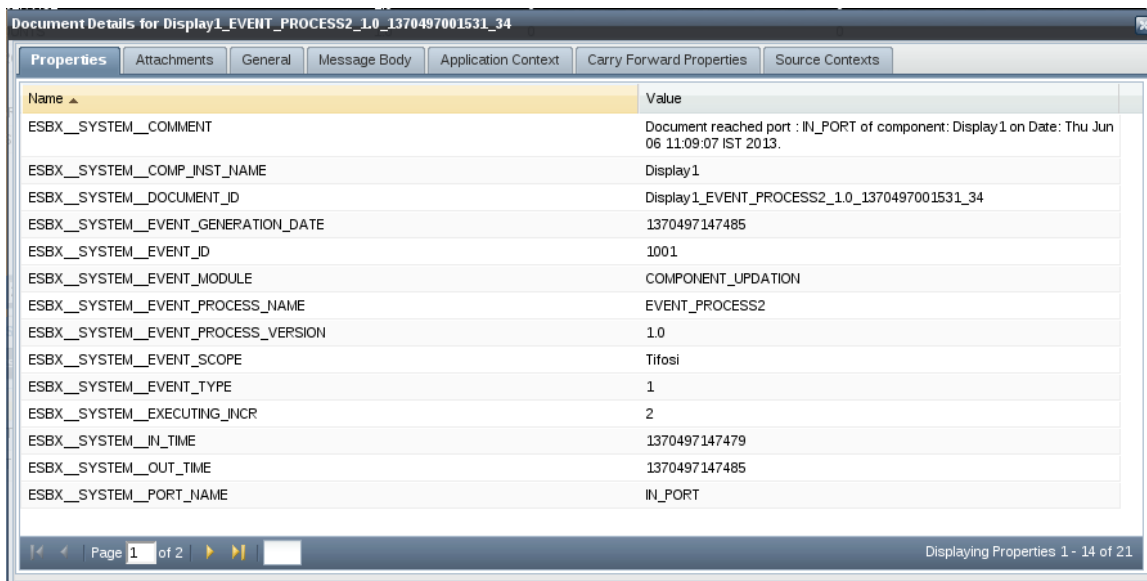 Document Details for Display1_EVENT_PROCESS2_1.0_1370497001531_34
Properties Attachments General Message Body Application Context Carry Forward Properties Source Contexts
Name Value
ESBX__SYSTEM__COMMENT Document reached port : IN_PORT of component: Display1 on Date: Thu Jun
06 11:09:07 IST 2013.
ESBX__SYSTEM__COMP_INST_NAME Display1
ESBX__SYSTEM__DOCUMENT_ID Display1_EVENT_PROCESS2_1.0_1370497001531_34
ESBX__SYSTEM__EVENT_GENERATION_DATE 1370497147485
ESBX__SYSTEM__EVENT_ID 1001
ESBX__SYSTEM__EVENT_MODULE COMPONENT_UPDATION
ESBX__SYSTEM__EVENT_PROCESS_NAME EVENT_PROCESS2
ESBX__SYSTEM__EVENT_PROCESS_VERSION 1.0
ESBX__SYSTEM__EVENT_SCOPE Tifosi
ESBX__SYSTEM__EVENT_TYPE 1
ESBX__SYSTEM__EXECUTING_INCR 2
ESBX__SYSTEM__IN_TIME 1370497147479
ESBX__SYSTEM__OUT_TIME 1370497147485
ESBX__SYSTEM__PORT_NAME IN_PORT
Page 1 of 2 Displaying Properties 1 - 14 of 21